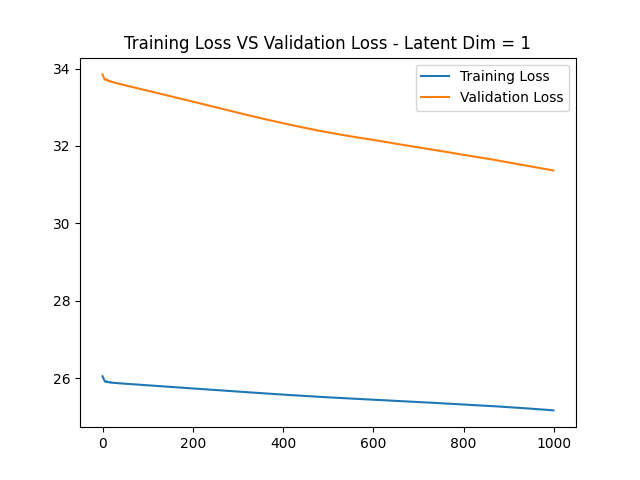 Training Loss VS Validation Loss - Latent Dim = 1
34
32
30
28
26
0 200 400 600 800 1000
Training Loss
Validation Loss